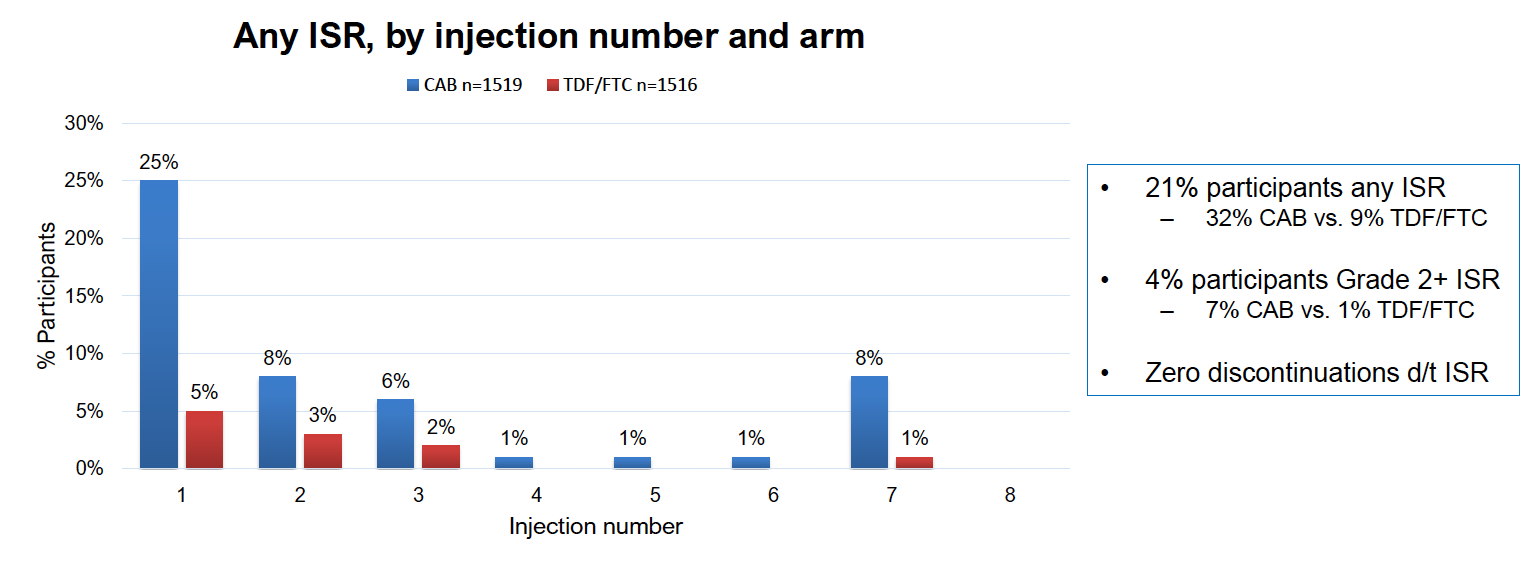 Any ISR, by injection number and arm
CAB n=1519 TDF/FTC n=1516
30%
25%
20%
15%
10%
5%
0%
% Participants
25%
5%
8%
3%
6%
2%
1%
1%
1%
8%
1%
1 2 3 4 5 6 7 8
Injection number
• 21% participants any ISR
– 32% CAB vs. 9% TDF/FTC
• 4% participants Grade 2+ ISR
– 7% CAB vs. 1% TDF/FTC
• Zero discontinuations d/t ISR